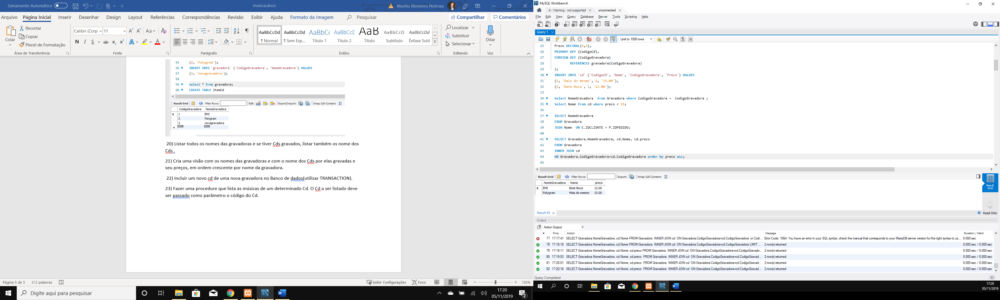 Salvamento Automático
musica.docx
Murillo Monteiro Pedroso
Arquivo Página Inicial Inserir Desenhar Design Layout Referências Correspondências Revisão Exibir Ajuda Formato da Imagem Pesquisar Compartilhar Comentários
Colar
Recortar
Copiar
Pincel de Formatação
Área de Transferência
Calibri (Corp 11
N I S
Fonte
Parágrafo
AaBbCcDd AaBbCcDd AaBbCc AaBbCcE AaB AaBbCcD AaBbCcDd
¶ Normal ¶ Sem Esp... Título 1 Título 2 Título Subtítulo Ênfase Sutil
Estilos
Localizar
Substituir
Selecionar
Editando
Ditar
Voz
55 (2, 'Polygram');
56 INSERT INTO `gravadora` (`CodigoGravadora`, `NomeGravadora`) VALUES
57 (3, 'novagravadora');
58
59 select * from gravadora;
60 CREATE TABLE ItemCd
Result Grid Filter Rows: Edit: Export/Import: Wrap Cell Content:
CodigoGravadora NomeGravadora
1 EMI
2 Polygram
3 novagravadora
NULL NULL
20) Listar todos os nomes das gravadoras e se tiver Cds gravados, listar também os nome dos
Cds .
21) Cria uma visão com os nomes das gravadoras e com o nome dos Cds por elas gravadas e
seu preços, em ordem crescente por nome da gravadora.
22) Incluir um novo cd de uma nova gravadora no Banco de dados(utilizar TRANSACTION).
23) Fazer uma procedure que lista as músicas de um determinado Cd. O Cd a ser listado deve
ser passado como parâmetro o código do Cd.
Página 5 de 5 312 palavras Exibir Configurações Foco 100%
Digite aqui para pesquisar
17:20
05/11/2019
2
MySQL Workbench
d - Warning - not supported unconnected
File Edit View Query Database Server Tools Scripting Help
Query 1
Limit to 1000 rows
25 Preco DECIMAL(5,2),
26 PRIMARY KEY (CodigoCd),
27 FOREIGN KEY (CodigoGravadora)
28 REFERENCES gravadora(CodigoGravadora)
29 );
30 INSERT INTO `cd` (`CodigoCD`, `Nome`, `CodigoGravadora`, `Preco`) VALUES
31 (1, 'Mais do mesmo', 2, '15.00'),
32 (2, 'Bate-Boca', 1, '12.00');
33
34 Select NomeGravadora from Gravadora where CodigoGravadora = CodigoGravadora ;
35 Select Nome from cd where preco < 15;
36
37 SELECT NomeGravadora
38 FROM Gravadora
39 JOIN Nome ON C.IDCLIENTE = P.IDPEDIDO;
40
41 SELECT Gravadora.NomeGravadora, cd.Nome, cd.preco
42 FROM Gravadora
43 INNER JOIN cd
44 ON Gravadora.CodigoGravadora=cd.CodigoGravadora order by preco asc;
45
Result Grid Filter Rows: Export: Wrap Cell Content:
NomeGravadora Nome preco
EMI Bate-Boca 12.00
Polygram Mais do mesmo 15.00
Result Grid
Result 43
Read Only
Output
Action Output
# Time Action Message Duration / Fetch
77 17:17:41 SELECT Gravadora.NomeGravadora, cd.Nome FROM Gravadora INNER JOIN cd ON Gravadora.CodigoGravadora=cd.CodigoGravadora or Codi... Error Code: 1064. You have an error in your SQL syntax; check the manual that corresponds to your MariaDB server version for the right syntax to us... 0.000 sec
78 17:18:18 SELECT Gravadora.NomeGravadora, cd.Nome FROM Gravadora INNER JOIN cd ON Gravadora.CodigoGravadora=cd.CodigoGravadora LIMIT ... 2 row(s) returned 0.000 sec / 0.000 sec
79 17:19:11 SELECT Gravadora.NomeGravadora, cd.Nome, cd.preco FROM Gravadora INNER JOIN cd ON Gravadora.CodigoGravadora=cd.CodigoGravado... 2 row(s) returned 0.000 sec / 0.000 sec
80 17:19:53 SELECT Gravadora.NomeGravadora, cd.Nome, cd.preco FROM Gravadora INNER JOIN cd ON Gravadora.CodigoGravadora=cd.CodigoGravad... 2 row(s) returned 0.000 sec / 0.000 sec
81 17:20:01 SELECT Gravadora.NomeGravadora, cd.Nome, cd.preco FROM Gravadora INNER JOIN cd ON Gravadora.CodigoGravadora=cd.CodigoGravad... 2 row(s) returned 0.000 sec / 0.000 sec
82 17:20:16 SELECT Gravadora.NomeGravadora, cd.Nome, cd.preco FROM Gravadora INNER JOIN cd ON Gravadora.CodigoGravadora=cd.CodigoGravad... 2 row(s) returned 0.000 sec / 0.000 sec
Query Completed
17:20
05/11/2019